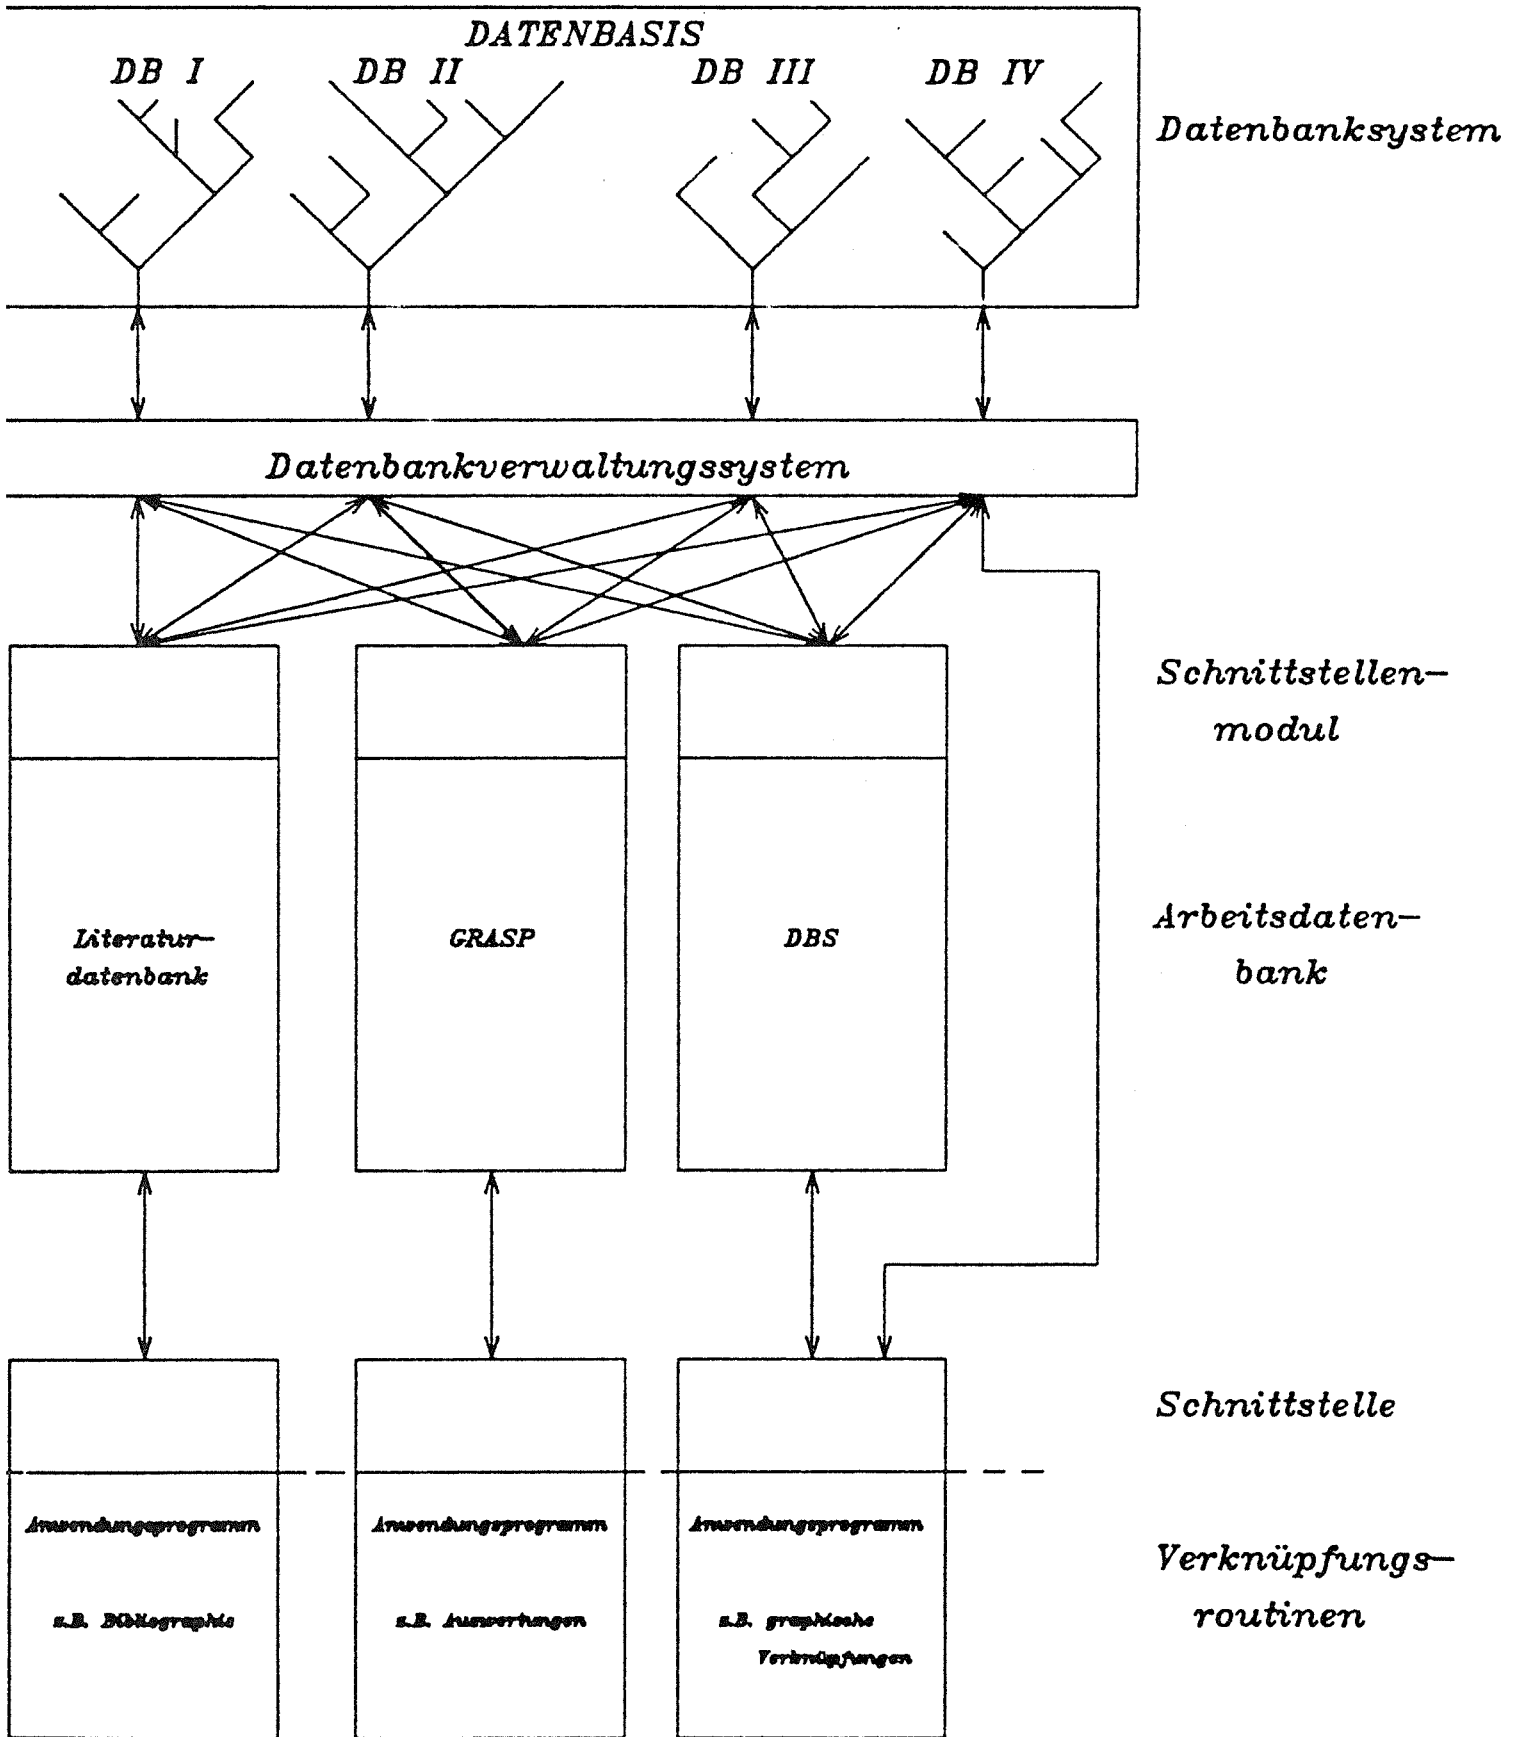 DATENBASIS
DB I
DB II
DB III
DB IV
Datenbanksystem
Datenbankverwaltungssystem
Schnittstellen-
modul
Literatur-
datenbank
GRASP
DBS
Arbeitsdaten-
bank
Schnittstelle
Anwendungsprogramm
Anwendungsprogramm
Anwendungsprogramm
Verknüpfungs-
routinen
z.B. Bibliographie
z.B. Auswertungen
z.B. graphische
Verknüpfungen